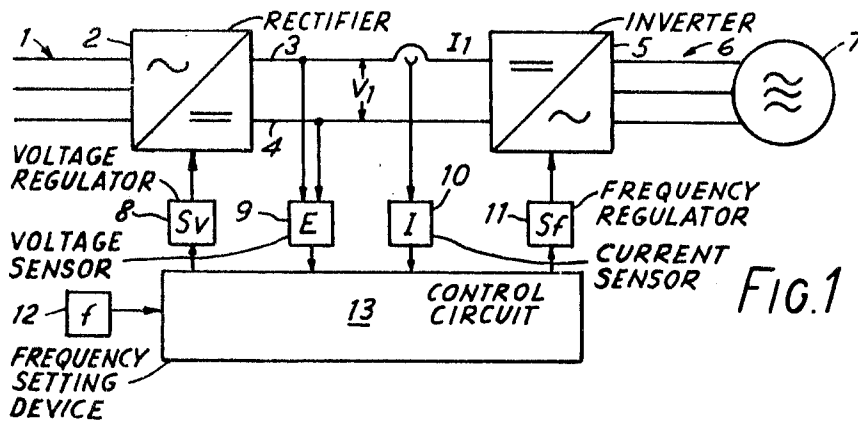 1
2
RECTIFIER
3
I1
INVERTER
5
6
7
V1
4
VOLTAGE
REGULATOR
8
Sv
9
E
10
I
11
Sf
FREQUENCY
REGULATOR
VOLTAGE
SENSOR
CURRENT
SENSOR
FIG.1
12
f
13
CONTROL
CIRCUIT
FREQUENCY
SETTING
DEVICE